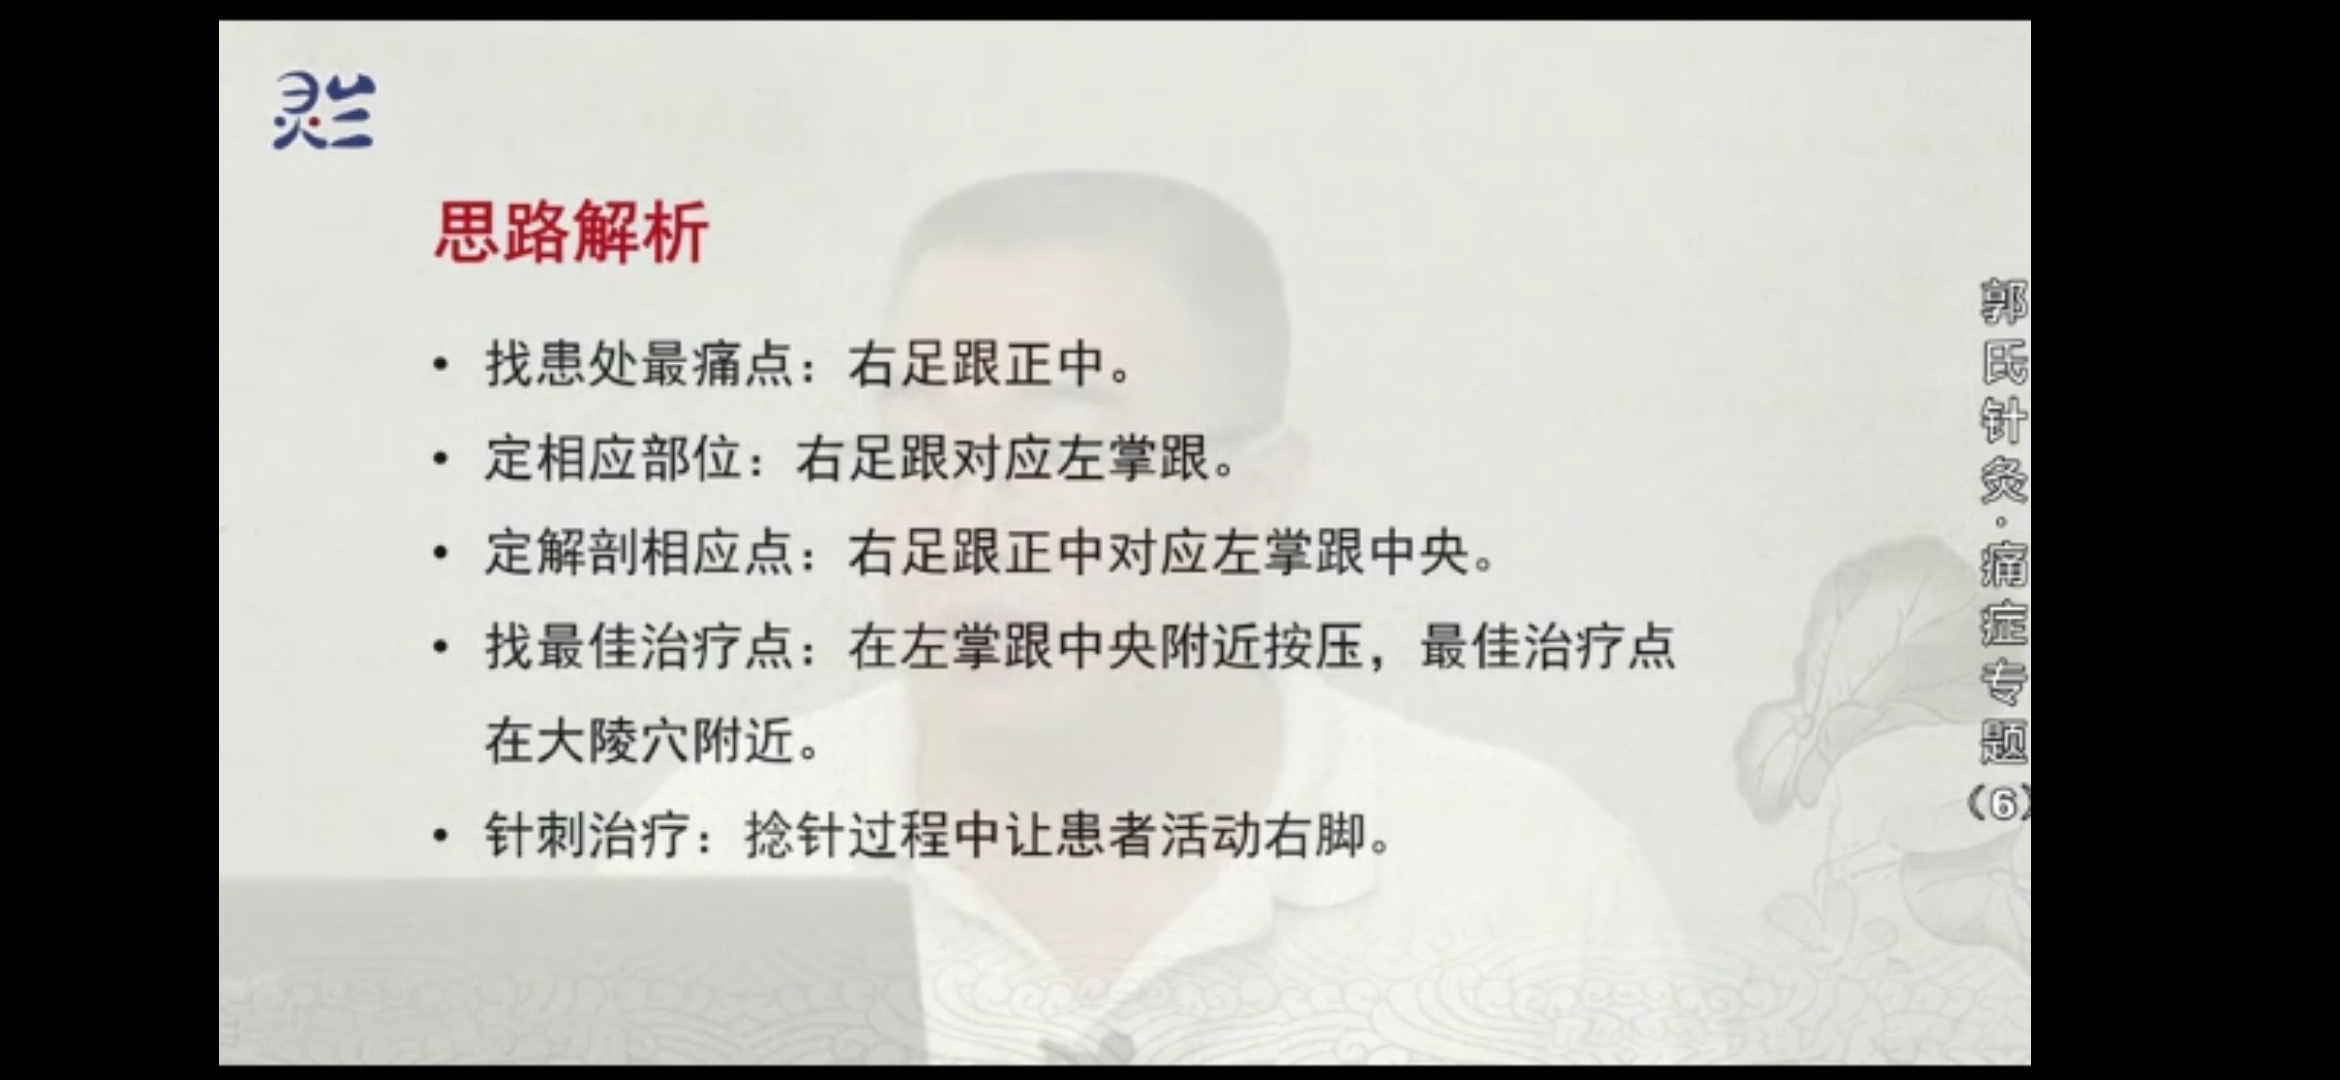 灵兰
思路解析
• 找患处最痛点：右足跟正中。
• 定相应部位：右足跟对应左掌跟。
• 定解剖相应点：右足跟正中对应左掌跟中央。
• 找最佳治疗点：在左掌跟中央附近按压，最佳治疗点
在大陵穴附近。
• 针刺治疗：捻针过程中让患者活动右脚。
郭氏针灸·痛症专题（6）